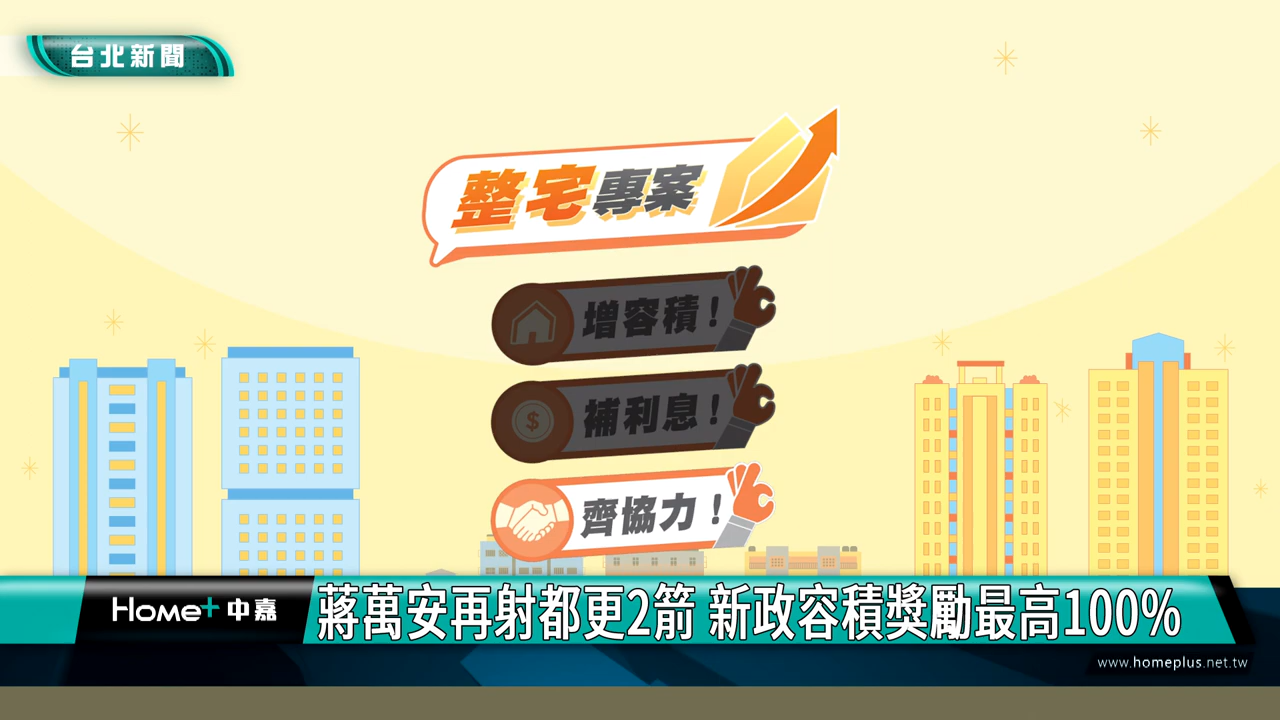 台北新聞
整宅專案
增容積！
$
補利息！
齊協力！
Home+中嘉
蔣萬安再射都更2箭 新政容積獎勵最高100%
www.homeplus.net.tw